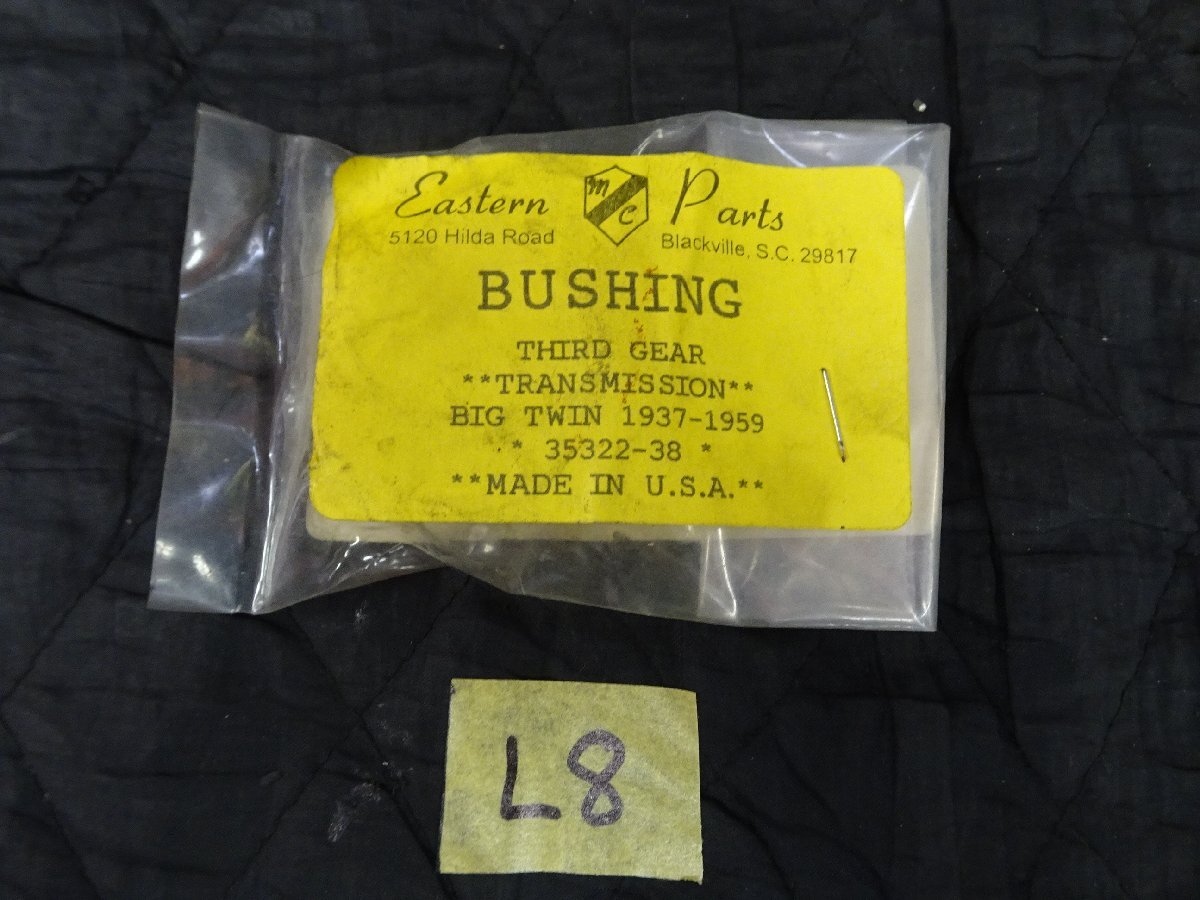 Eastern MC Parts
5120 Hilda Road Blackville, S.C. 29817
BUSHING
THIRD GEAR
**TRANSMISSION**
BIG TWIN 1937-1959
* 35322-38 *
**MADE IN U.S.A.**
L8